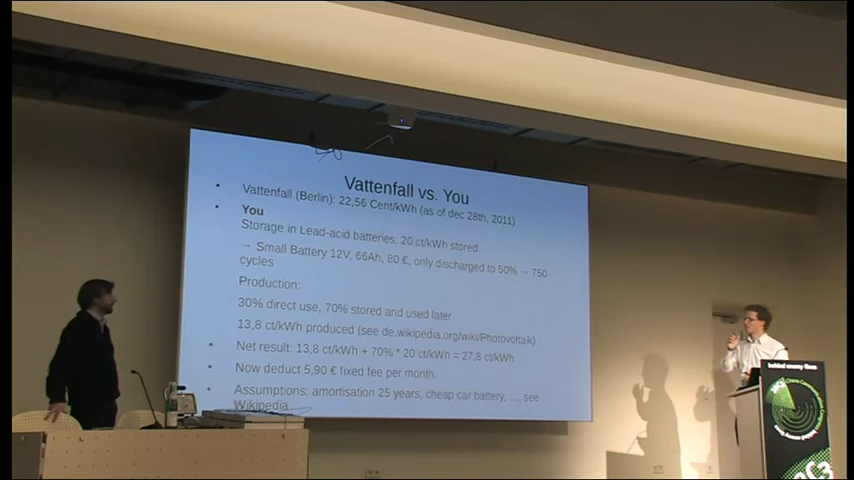 Vattenfall vs. You
Vattenfall (Berlin): 22,56 Cent/kWh (as of dec 28th, 2011)
You
Storage in Lead-acid batteries: 20 ct/kWh stored
→ Small Battery 12V, 66Ah, 80 €, only discharged to 50% → 750
cycles
Production:
30% direct use, 70% stored and used later
13,8 ct/kWh produced (see de.wikipedia.org/wiki/Photovoltaik)
Net result: 13,8 ct/kWh + 70% * 20 ct/kWh = 27,8 ct/kWh
Now deduct 5,90 € fixed fee per month.
Assumptions: amortisation 25 years, cheap car battery, ..., see
Wikipedia
behind enemy lines